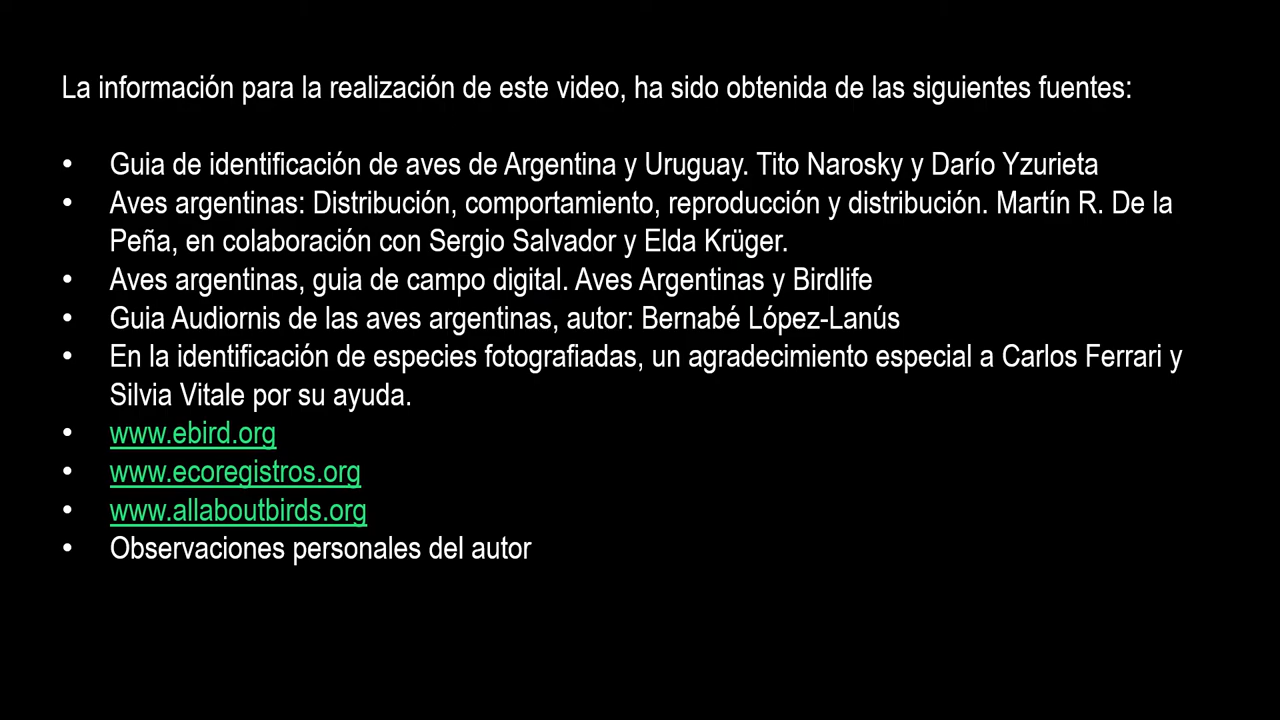 La información para la realización de este video, ha sido obtenida de las siguientes fuentes:
• Guia de identificación de aves de Argentina y Uruguay. Tito Narosky y Darío Yzurieta
• Aves argentinas: Distribución, comportamiento, reproducción y distribución. Martín R. De la
Peña, en colaboración con Sergio Salvador y Elda Krüger.
• Aves argentinas, guia de campo digital. Aves Argentinas y Birdlife
• Guia Audiornis de las aves argentinas, autor: Bernabé López-Lanús
• En la identificación de especies fotografiadas, un agradecimiento especial a Carlos Ferrari y
Silvia Vitale por su ayuda.
• www.ebird.org
• www.ecoregistros.org
• www.allaboutbirds.org
• Observaciones personales del autor